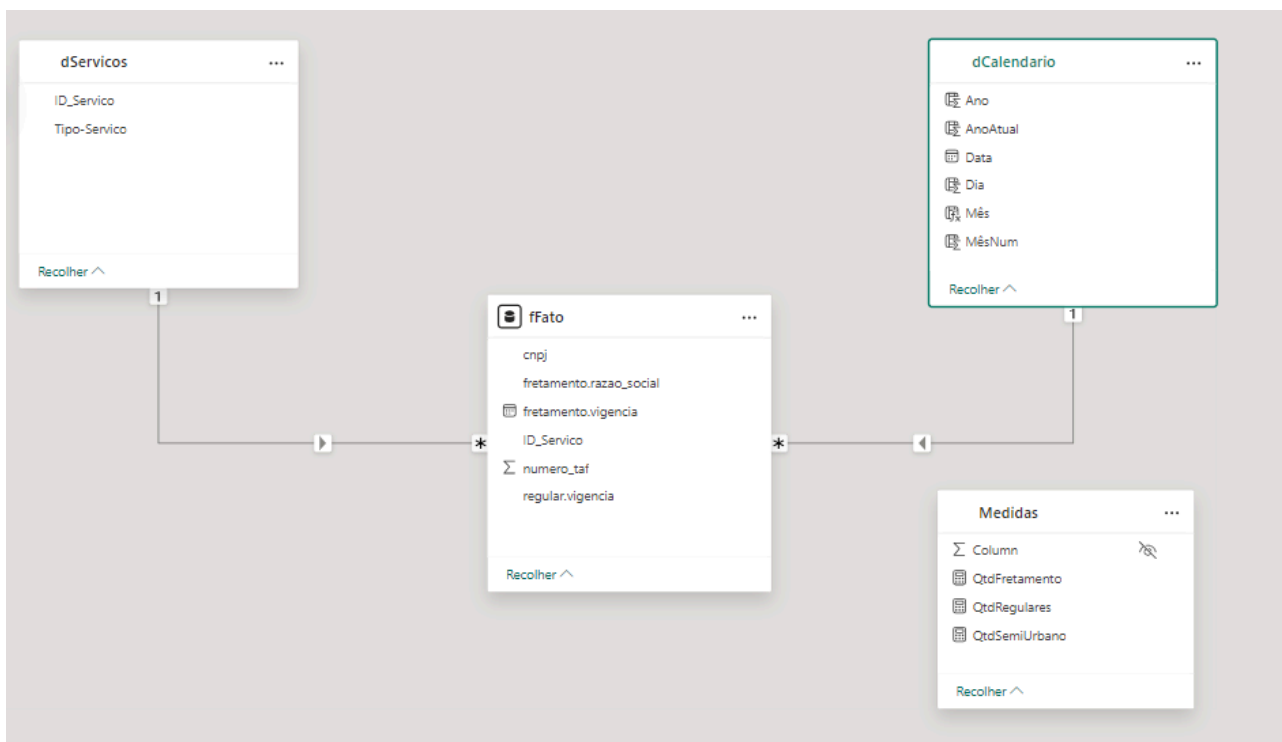 dServicos
ID_Servico
Tipo-Servico
Recolher
1
dCalendario
Ano
AnoAtual
Data
Dia
Mês
MêsNum
Recolher
1
fFato
cnpj
fretamento.razao_social
fretamento.vigencia
ID_Servico
numero_taf
regular.vigencia
Recolher
*
*
Medidas
Column
QtdFretamento
QtdRegulares
QtdSemiUrbano
Recolher